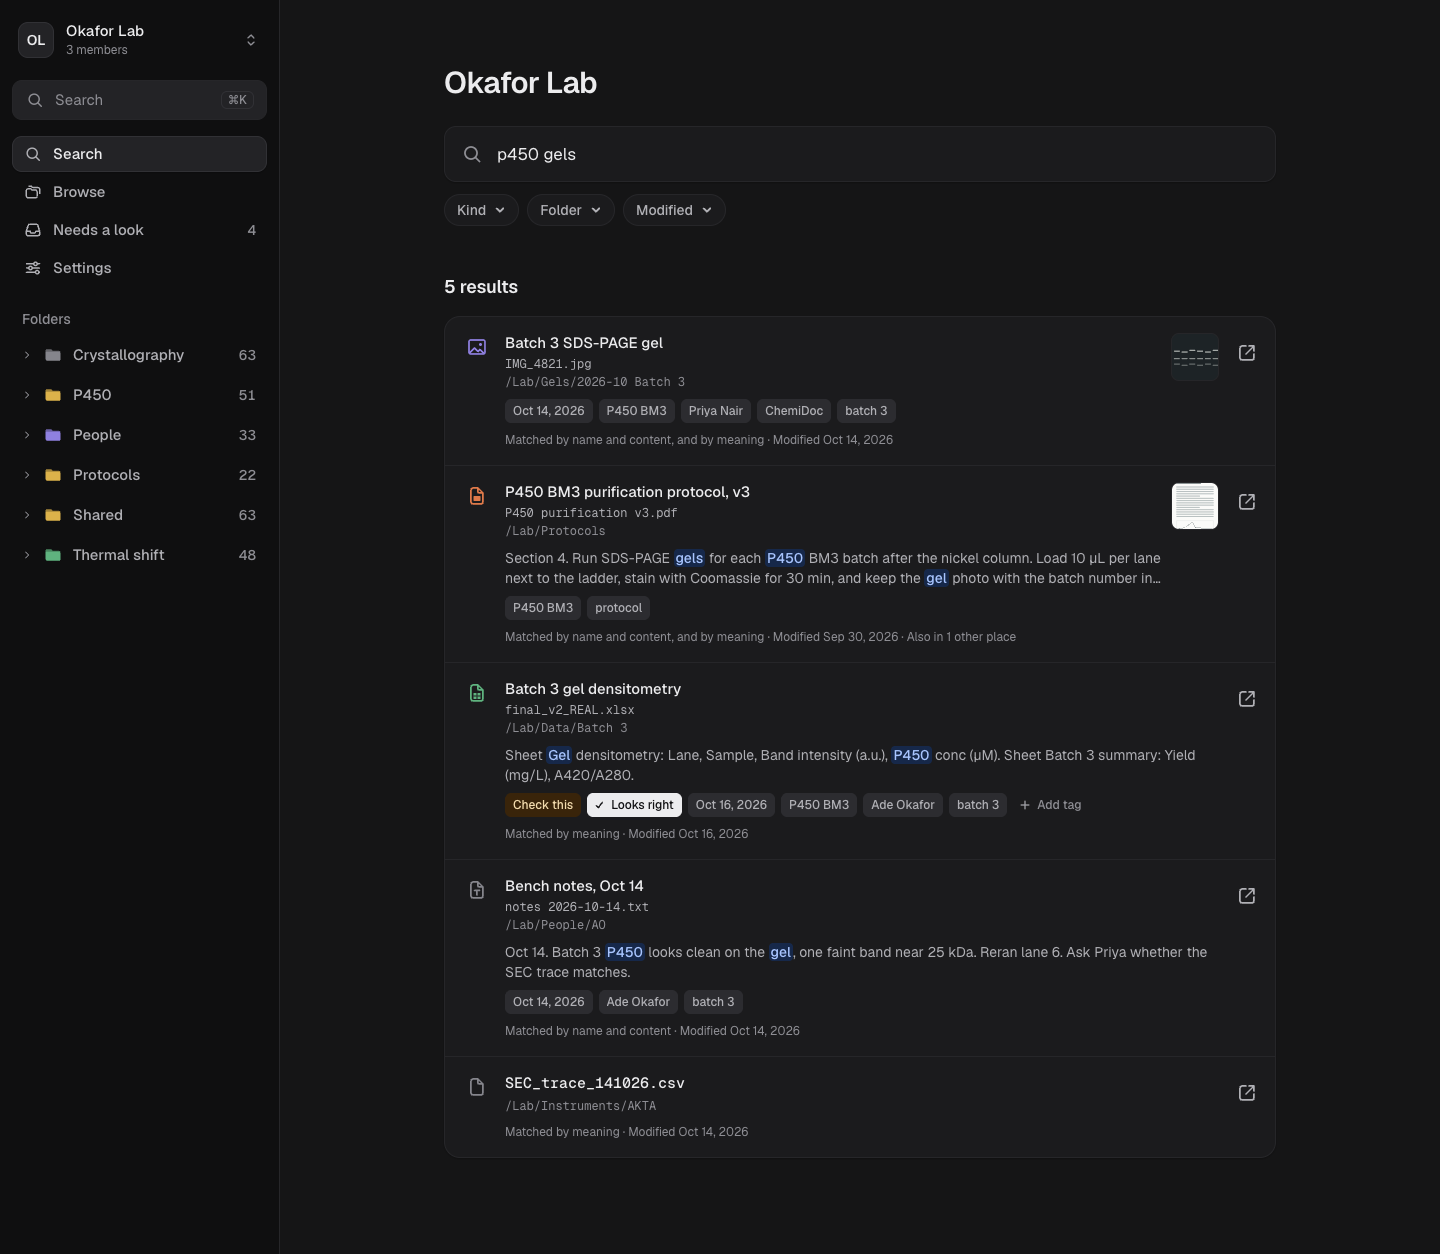 OL
Okafor Lab
3 members
Search
⌘K
Search
Browse
Needs a look 4
Settings
Folders
Crystallography 63
P450 51
People 33
Protocols 22
Shared 63
Thermal shift 48
Okafor Lab
p450 gels
Kind Folder Modified
5 results
Batch 3 SDS-PAGE gel
IMG_4821.jpg
/Lab/Gels/2026-10 Batch 3
Oct 14, 2026 P450 BM3 Priya Nair ChemiDoc batch 3
Matched by name and content, and by meaning · Modified Oct 14, 2026
P450 BM3 purification protocol, v3
P450 purification v3.pdf
/Lab/Protocols
Section 4. Run SDS-PAGE gels for each P450 BM3 batch after the nickel column. Load 10 µL per lane
next to the ladder, stain with Coomassie for 30 min, and keep the gel photo with the batch number in…
P450 BM3 protocol
Matched by name and content, and by meaning · Modified Sep 30, 2026 · Also in 1 other place
Batch 3 gel densitometry
final_v2_REAL.xlsx
/Lab/Data/Batch 3
Sheet Gel densitometry: Lane, Sample, Band intensity (a.u.), P450 conc (µM). Sheet Batch 3 summary: Yield
(mg/L), A420/A280.
Check this Looks right Oct 16, 2026 P450 BM3 Ade Okafor batch 3 Add tag
Matched by meaning · Modified Oct 16, 2026
Bench notes, Oct 14
notes 2026-10-14.txt
/Lab/People/AO
Oct 14. Batch 3 P450 looks clean on the gel, one faint band near 25 kDa. Reran lane 6. Ask Priya whether the
SEC trace matches.
Oct 14, 2026 Ade Okafor batch 3
Matched by name and content · Modified Oct 14, 2026
SEC_trace_141026.csv
/Lab/Instruments/AKTA
Matched by meaning · Modified Oct 14, 2026